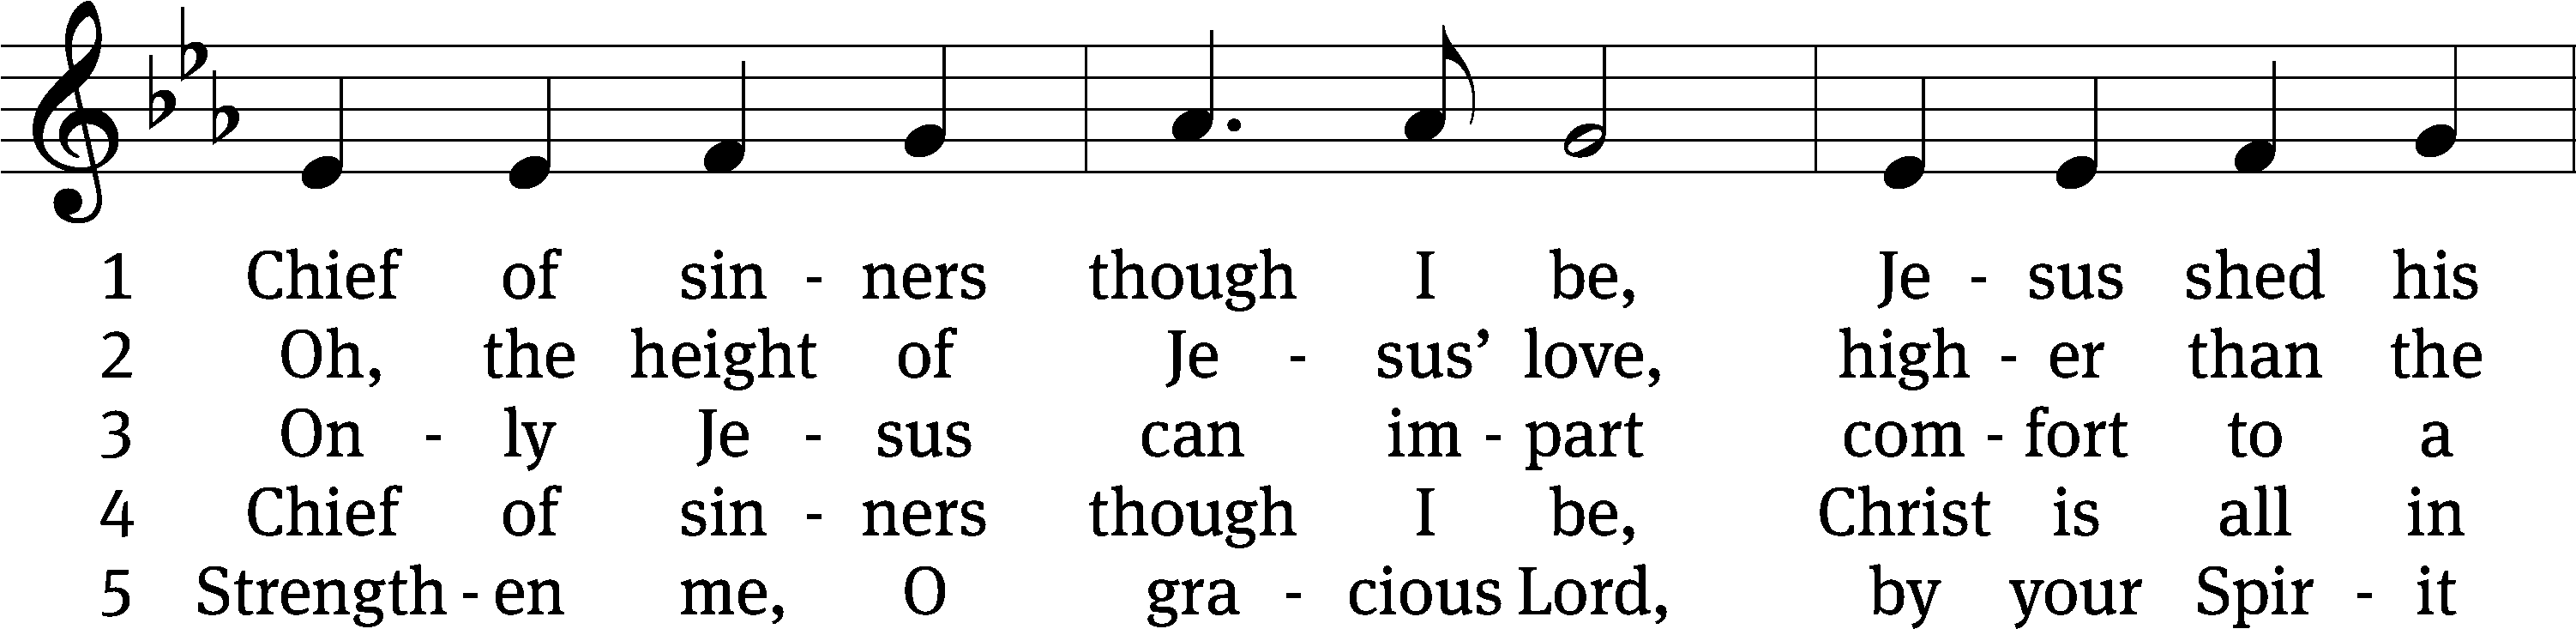 1 Chief of sin - ners though I be, Je - sus shed his
2 Oh, the height of Je - sus’ love, high - er than the
3 On - ly Je - sus can im - part com - fort to a
4 Chief of sin - ners though I be, Christ is all in
5 Strength - en me, O gra - cious Lord, by your Spir - it